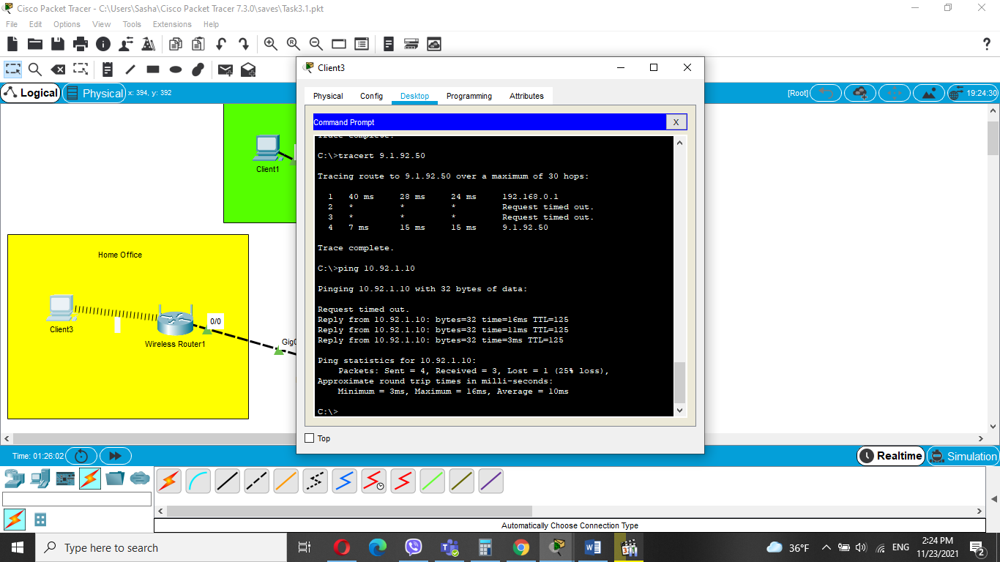 Cisco Packet Tracer - C:\Users\Sasha\Cisco Packet Tracer 7.3.0\saves\Task3.1.pkt
File Edit Options View Tools Extensions Help
Logical Physical x: 394, y: 392 [Root] 19:24:30
Client1
Home Office
Client3
0/0
Wireless Router1
Client3
Physical Config Desktop Programming Attributes
Command Prompt X
Trace complete.
C:\>tracert 9.1.92.50
Tracing route to 9.1.92.50 over a maximum of 30 hops:
1 40 ms 28 ms 24 ms 192.168.0.1
2 * * * Request timed out.
3 * * * Request timed out.
4 7 ms 15 ms 15 ms 9.1.92.50
Trace complete.
C:\>ping 10.92.1.10
Pinging 10.92.1.10 with 32 bytes of data:
Request timed out.
Reply from 10.92.1.10: bytes=32 time=16ms TTL=125
Reply from 10.92.1.10: bytes=32 time=11ms TTL=125
Reply from 10.92.1.10: bytes=32 time=3ms TTL=125
Ping statistics for 10.92.1.10:
Packets: Sent = 4, Received = 3, Lost = 1 (25% loss),
Approximate round trip times in milli-seconds:
Minimum = 3ms, Maximum = 16ms, Average = 10ms
C:\>
Top
Time: 01:26:02
Realtime Simulation
Automatically Choose Connection Type
Type here to search
36°F ENG
2:24 PM
11/23/2021
2